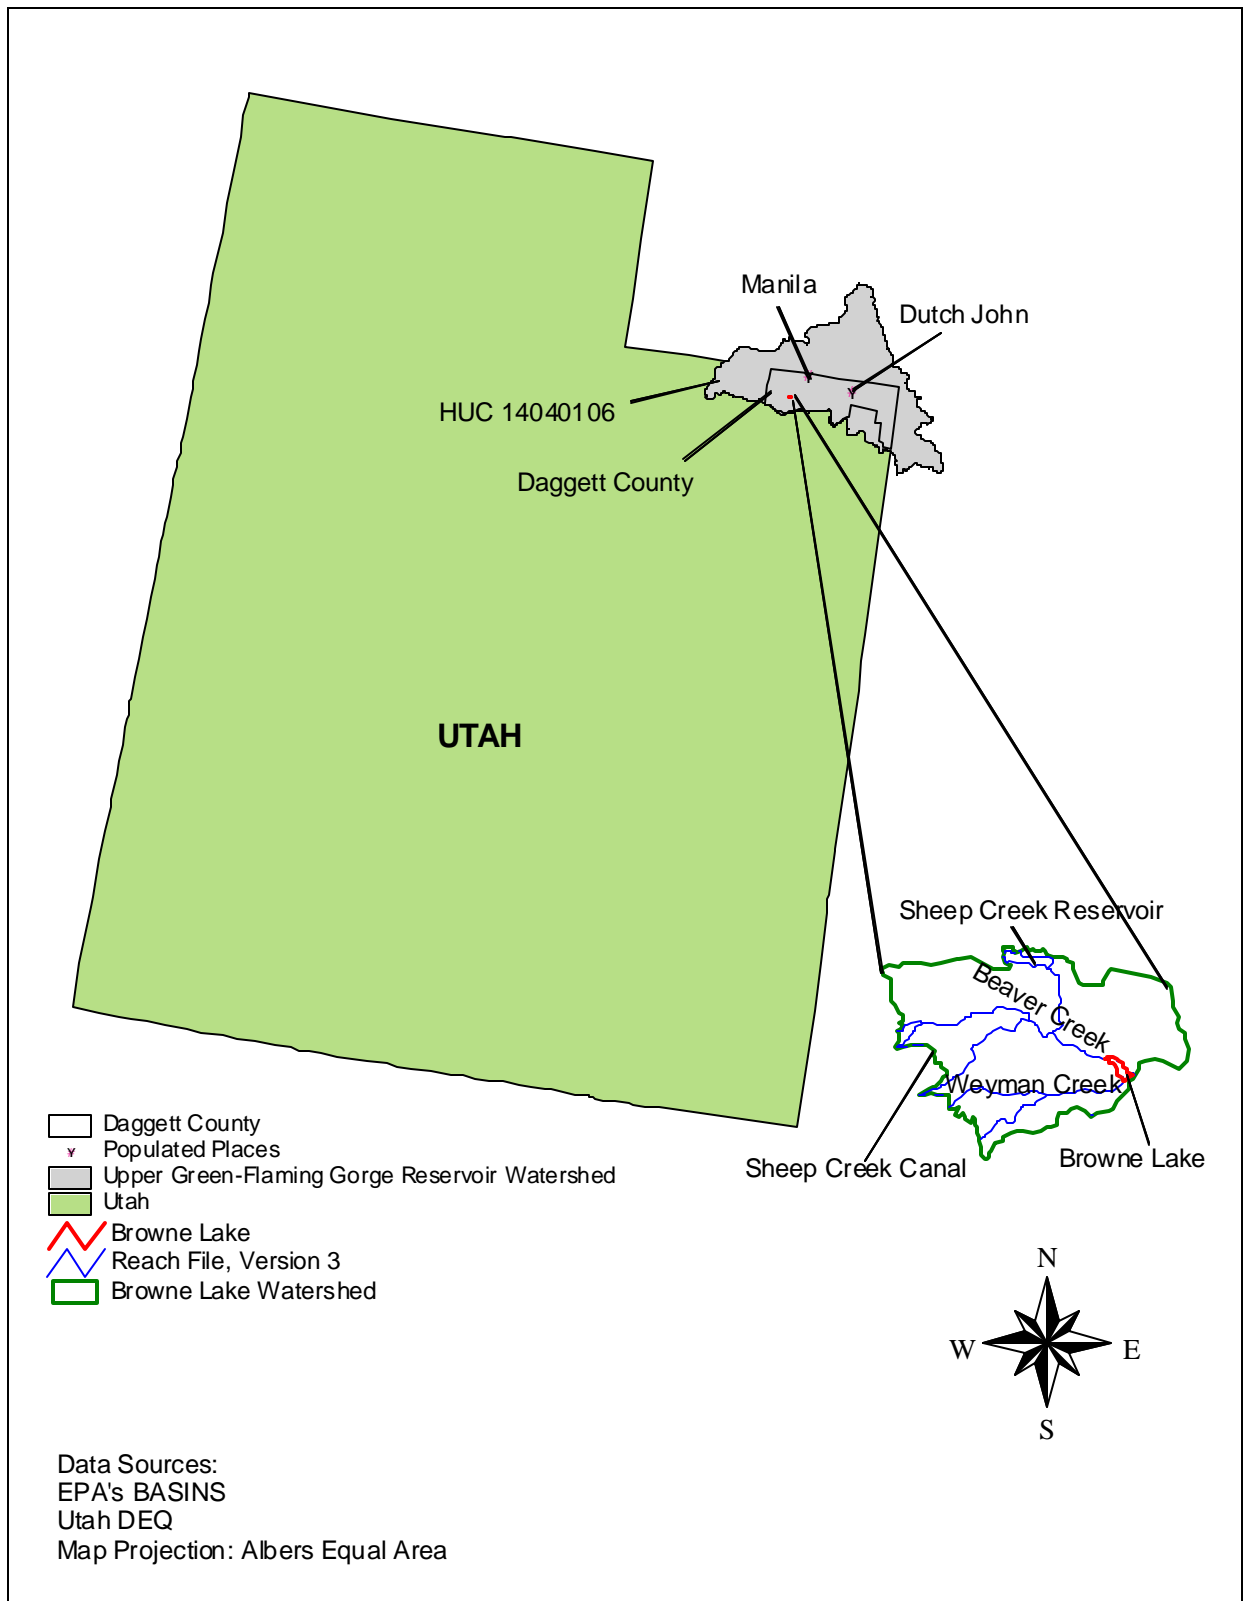 Manila
Dutch John
HUC 14040106
Daggett County
UTAH
Sheep Creek Reservoir
Beaver Creek
Weyman Creek
Sheep Creek Canal
Browne Lake
Daggett County
Populated Places
Upper Green-Flaming Gorge Reservoir Watershed
Utah
Browne Lake
Reach File, Version 3
Browne Lake Watershed
N
W
E
S
Data Sources:
EPA's BASINS
Utah DEQ
Map Projection: Albers Equal Area